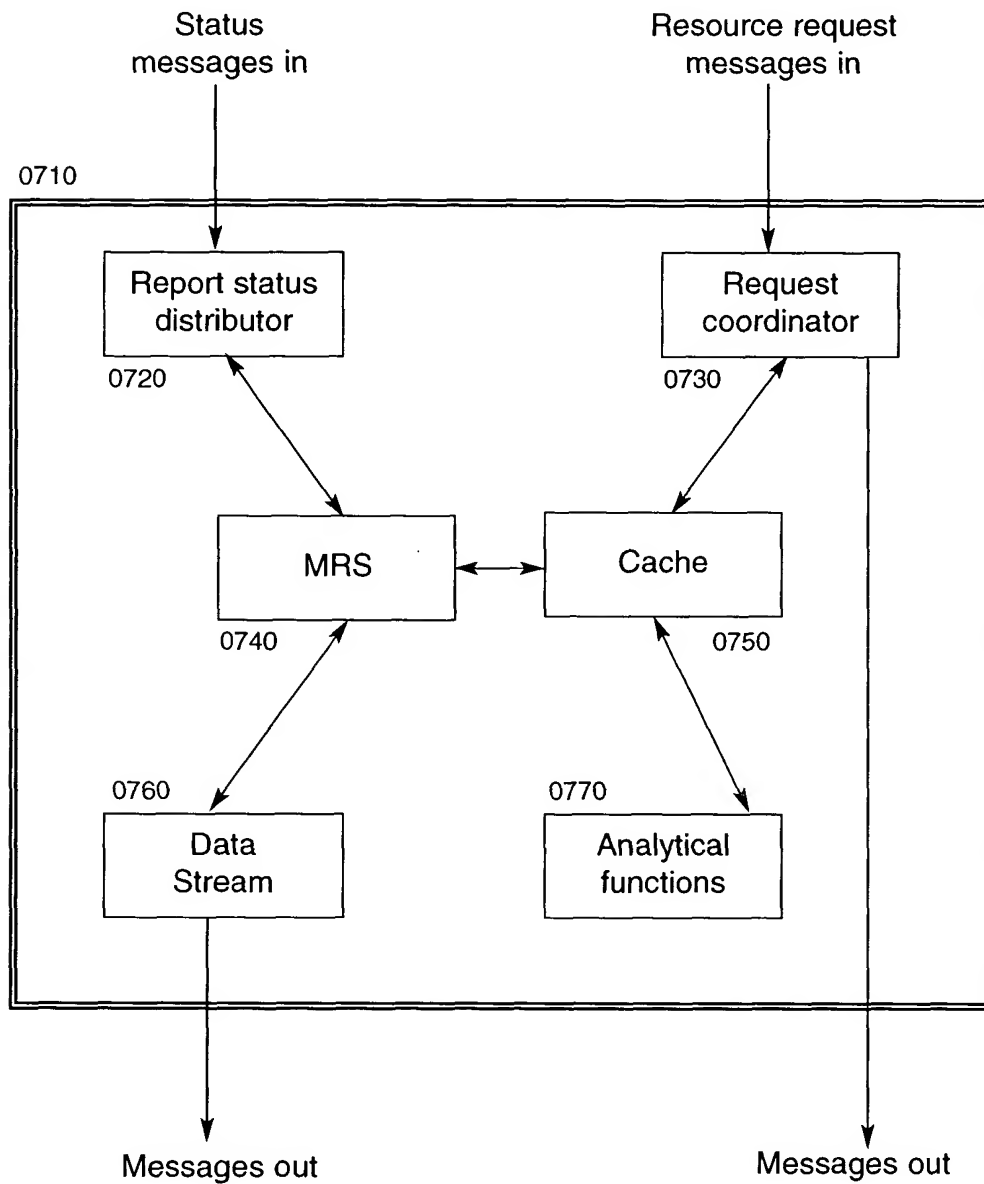 Status
messages in
Resource request
messages in
0710
Report status
distributor
0720
Request
coordinator
0730
MRS
0740
Cache
0750
0760
Data
Stream
0770
Analytical
functions
Messages out
Messages out